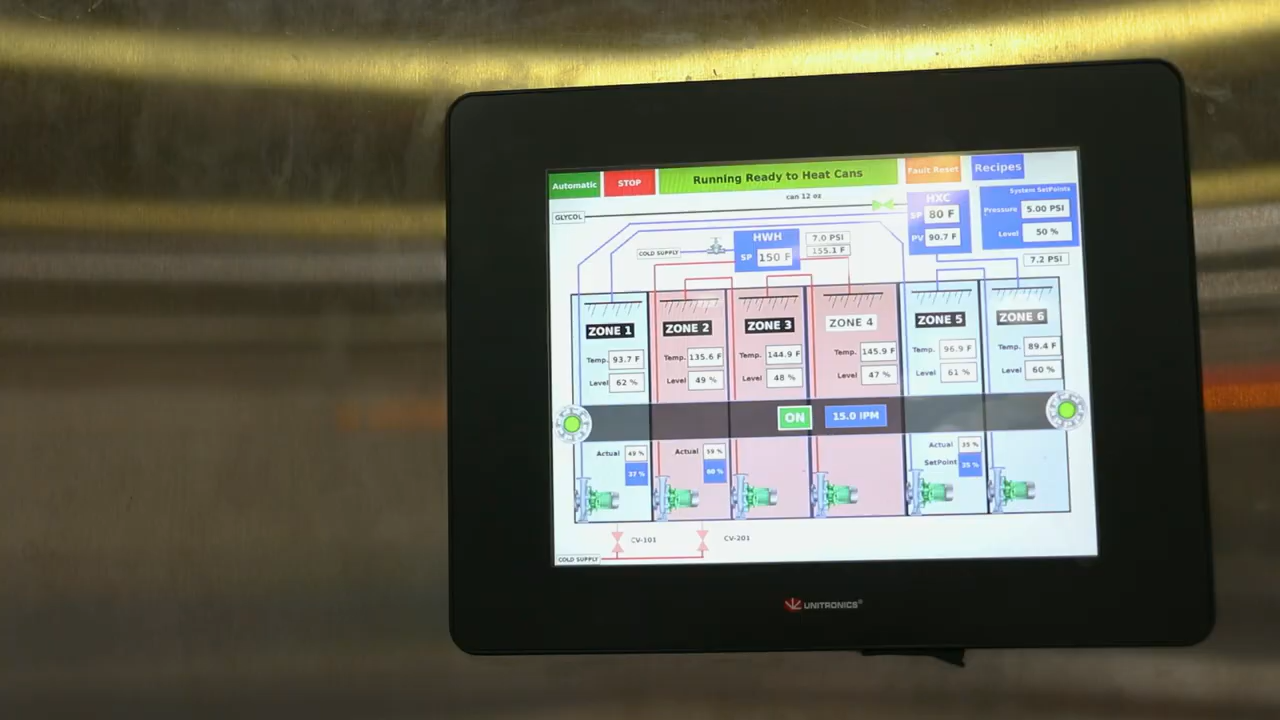 Automatic
STOP
Running Ready to Heat Cans
Fault Reset
Recipes
can 12 oz
GLYCOL
HXC
SP 80 F
PV 90.7 F
System SetPoints
Pressure 5.00 PSI
Level 50 %
COLD SUPPLY
HWH
SP 150 F
7.0 PSI
155.1 F
7.2 PSI
ZONE 1
Temp. 93.7 F
Level 62 %
ZONE 2
Temp. 135.6 F
Level 49 %
ZONE 3
Temp. 144.9 F
Level 48 %
ZONE 4
Temp. 145.9 F
Level 47 %
ZONE 5
Temp. 96.9 F
Level 61 %
ZONE 6
Temp. 89.4 F
Level 60 %
ON
15.0 IPM
Actual 49 %
37 %
Actual 59 %
60 %
Actual 35 %
SetPoint 35 %
CV-101
CV-201
COLD SUPPLY
UNITRONICS®